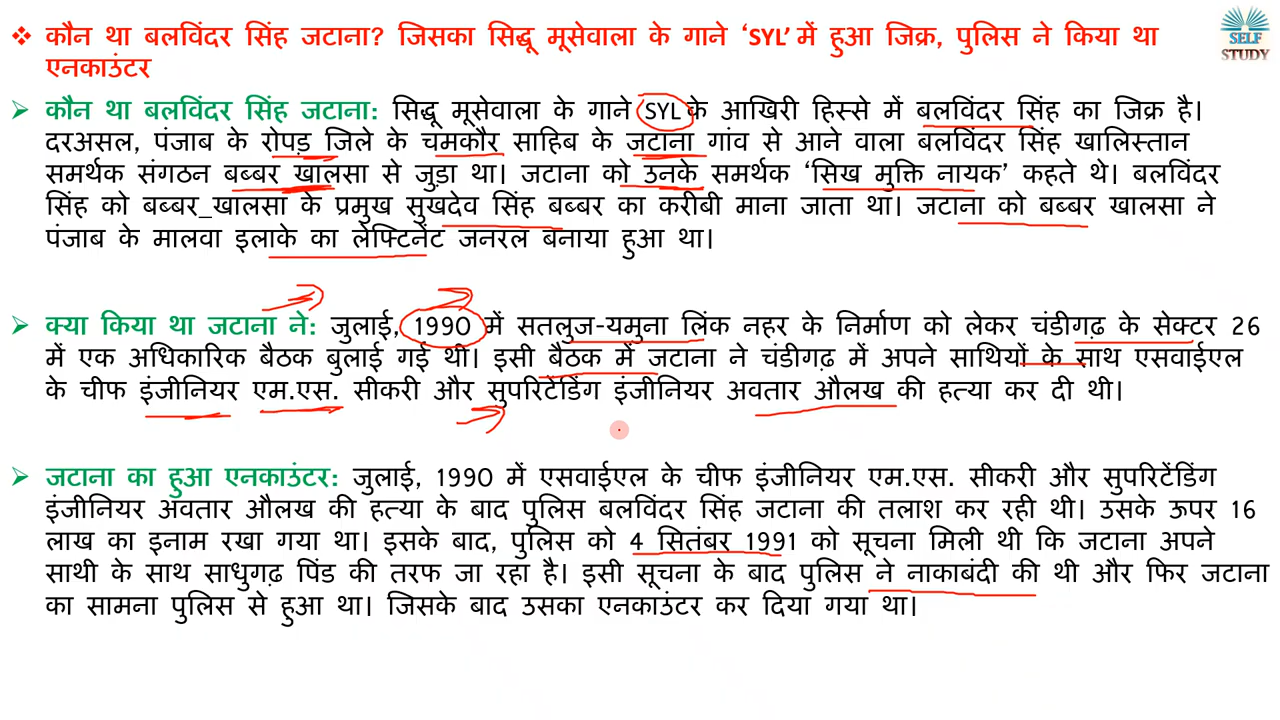 ❖ कौन था बलविंदर सिंह जटाना? जिसका सिद्धू मूसेवाला के गाने ‘SYL’ में हुआ जिक्र, पुलिस ने किया था
एनकाउंटर
SELF
STUDY
➢ कौन था बलविंदर सिंह जटाना: सिद्धू मूसेवाला के गाने SYL के आखिरी हिस्से में बलविंदर सिंह का जिक्र है।
दरअसल, पंजाब के रोपड़ जिले के चमकौर साहिब के जटाना गांव से आने वाला बलविंदर सिंह खालिस्तान
समर्थक संगठन बब्बर खालसा से जुड़ा था। जटाना को उनके समर्थक ‘सिख मुक्ति नायक’ कहते थे। बलविंदर
सिंह को बब्बर_खालसा के प्रमुख सुखदेव सिंह बब्बर का करीबी माना जाता था। जटाना को बब्बर खालसा ने
पंजाब के मालवा इलाके का लेफ्टिनेंट जनरल बनाया हुआ था।
➢ क्या किया था जटाना ने: जुलाई, 1990 में सतलुज-यमुना लिंक नहर के निर्माण को लेकर चंडीगढ़ के सेक्टर 26
में एक अधिकारिक बैठक बुलाई गई थी। इसी बैठक में जटाना ने चंडीगढ़ में अपने साथियों के साथ एसवाईएल
के चीफ इंजीनियर एम.एस. सीकरी और सुपरिटेंडिंग इंजीनियर अवतार औलख की हत्या कर दी थी।
➢ जटाना का हुआ एनकाउंटर: जुलाई, 1990 में एसवाईएल के चीफ इंजीनियर एम.एस. सीकरी और सुपरिटेंडिंग
इंजीनियर अवतार औलख की हत्या के बाद पुलिस बलविंदर सिंह जटाना की तलाश कर रही थी। उसके ऊपर 16
लाख का इनाम रखा गया था। इसके बाद, पुलिस को 4 सितंबर 1991 को सूचना मिली थी कि जटाना अपने
साथी के साथ साधुगढ़ पिंड की तरफ जा रहा है। इसी सूचना के बाद पुलिस ने नाकाबंदी की थी और फिर जटाना
का सामना पुलिस से हुआ था। जिसके बाद उसका एनकाउंटर कर दिया गया था।